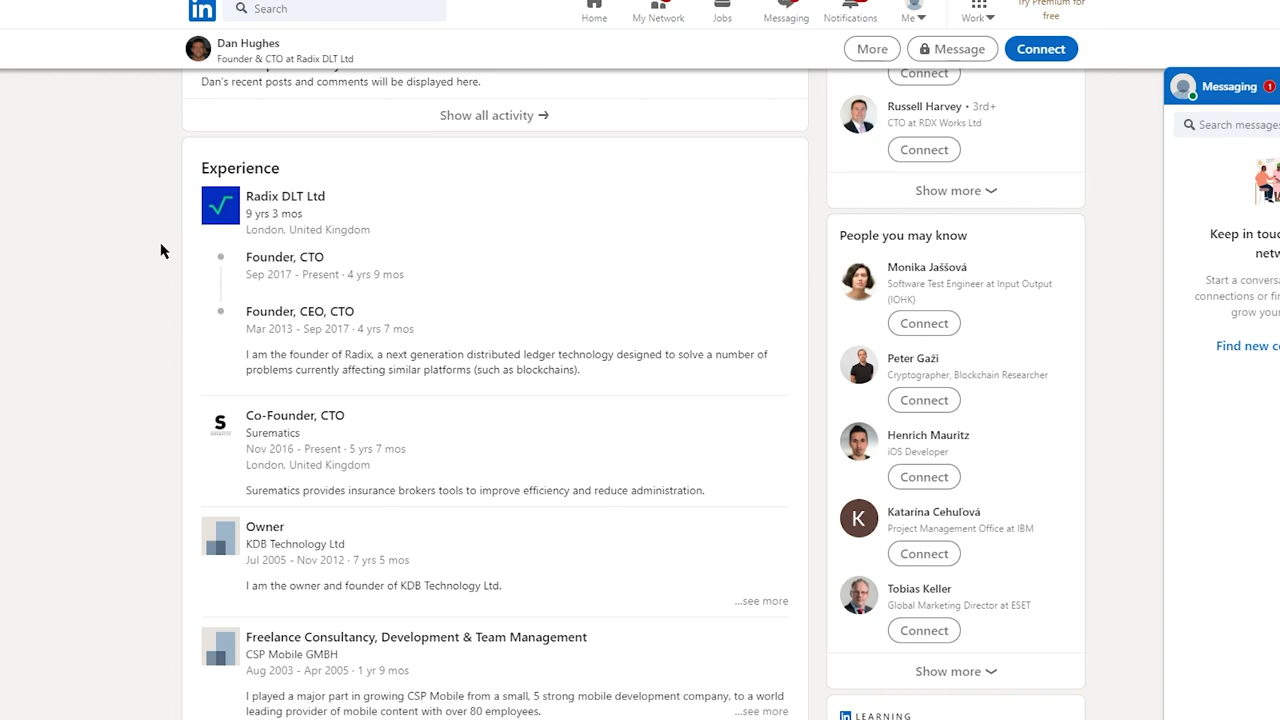 in
Search
Home
My Network
Jobs
Messaging
Notifications
Me
Work
Try Premium for
free
Dan Hughes
Founder & CTO at Radix DLT Ltd
More
Message
Connect
Dan's recent posts and comments will be displayed here.
Show all activity →
Experience
Radix DLT Ltd
9 yrs 3 mos
London, United Kingdom
Founder, CTO
Sep 2017 - Present · 4 yrs 9 mos
Founder, CEO, CTO
Mar 2013 - Sep 2017 · 4 yrs 7 mos
I am the founder of Radix, a next generation distributed ledger technology designed to solve a number of
problems currently affecting similar platforms (such as blockchains).
S
Co-Founder, CTO
Surematics
Nov 2016 - Present · 5 yrs 7 mos
London, United Kingdom
Surematics provides insurance brokers tools to improve efficiency and reduce administration.
Owner
KDB Technology Ltd
Jul 2005 - Nov 2012 · 7 yrs 5 mos
I am the owner and founder of KDB Technology Ltd.
...see more
Freelance Consultancy, Development & Team Management
CSP Mobile GMBH
Aug 2003 - Apr 2005 · 1 yr 9 mos
I played a major part in growing CSP Mobile from a small, 5 strong mobile development company, to a world
leading provider of mobile content with over 80 employees.
...see more
Connect
Russell Harvey • 3rd+
CTO at RDX Works Ltd
Connect
Show more
People you may know
Monika Jaššová
Software Test Engineer at Input Output
(IOHK)
Connect
Peter Gaži
Cryptographer, Blockchain Researcher
Connect
Henrich Mauritz
iOS Developer
Connect
K
Katarína Cehuľová
Project Management Office at IBM
Connect
Tobias Keller
Global Marketing Director at ESET
Connect
Show more
in LEARNING
Messaging
1
Search messages
Keep in touc
netw
Start a convers
connections or fin
grow your
Find new c